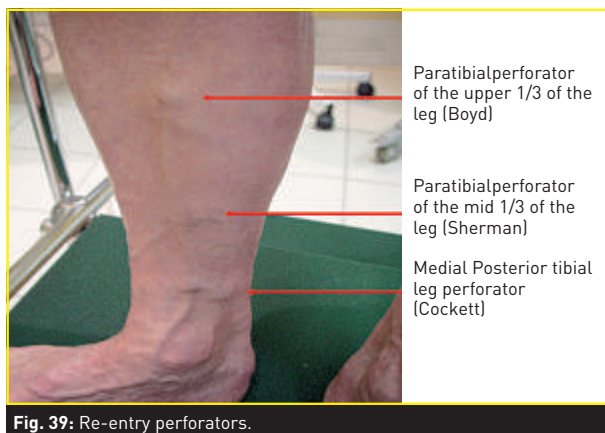 Paratibialperforator
of the upper 1/3 of the
leg (Boyd)
Paratibialperforator
of the mid 1/3 of the
leg (Sherman)
Medial Posterior tibial
leg perforator
(Cockett)
Fig. 39: Re-entry perforators.